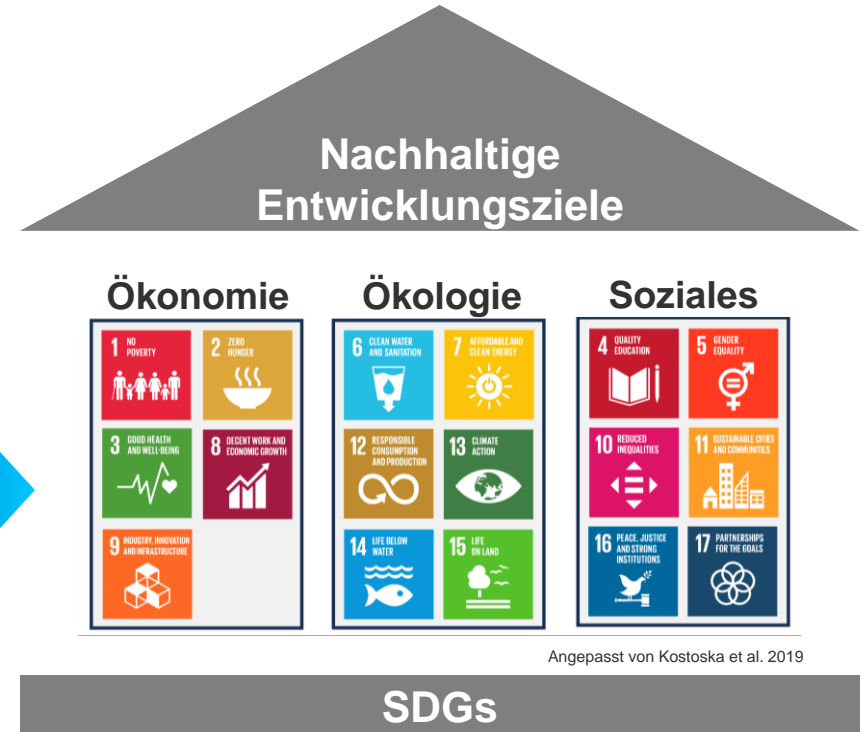 Nachhaltige
Entwicklungsziele
Ökonomie
1 NO
POVERTY
2 ZERO
HUNGER
3 GOOD HEALTH
AND WELL-BEING
8 DECENT WORK AND
ECONOMIC GROWTH
9 INDUSTRY, INNOVATION
AND INFRASTRUCTURE
Ökologie
6 CLEAN WATER
AND SANITATION
7 AFFORDABLE AND
CLEAN ENERGY
12 RESPONSIBLE
CONSUMPTION
AND PRODUCTION
13 CLIMATE
ACTION
14 LIFE BELOW
WATER
15 LIFE
ON LAND
Soziales
4 QUALITY
EDUCATION
5 GENDER
EQUALITY
10 REDUCED
INEQUALITIES
11 SUSTAINABLE CITIES
AND COMMUNITIES
16 PEACE, JUSTICE
AND STRONG
INSTITUTIONS
17 PARTNERSHIPS
FOR THE GOALS
Angepasst von Kostoska et al. 2019
SDGs